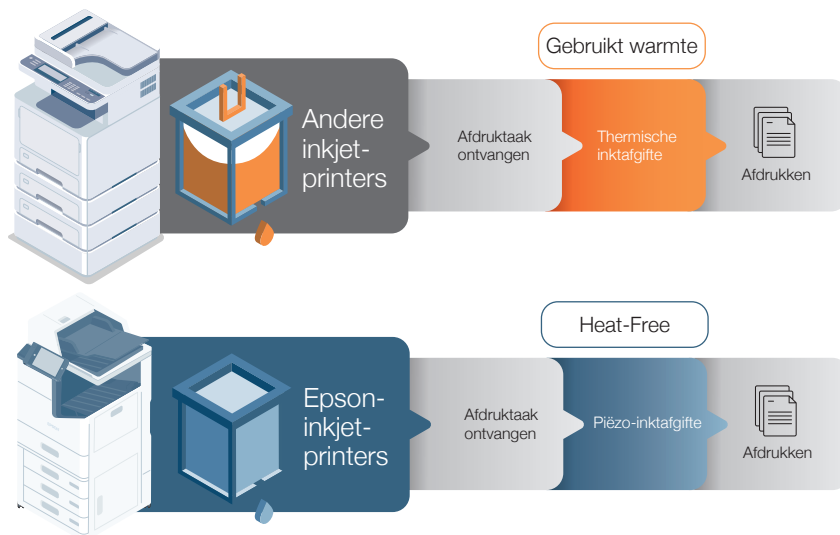 Gebruikt warmte
Andere
inkjet-
printers
Afdruktaak
ontvangen
Thermische
inktafgifte
Afdrukken
Heat-Free
Epson-
inkjet-
printers
Afdruktaak
ontvangen
Piëzo-inktafgifte
Afdrukken